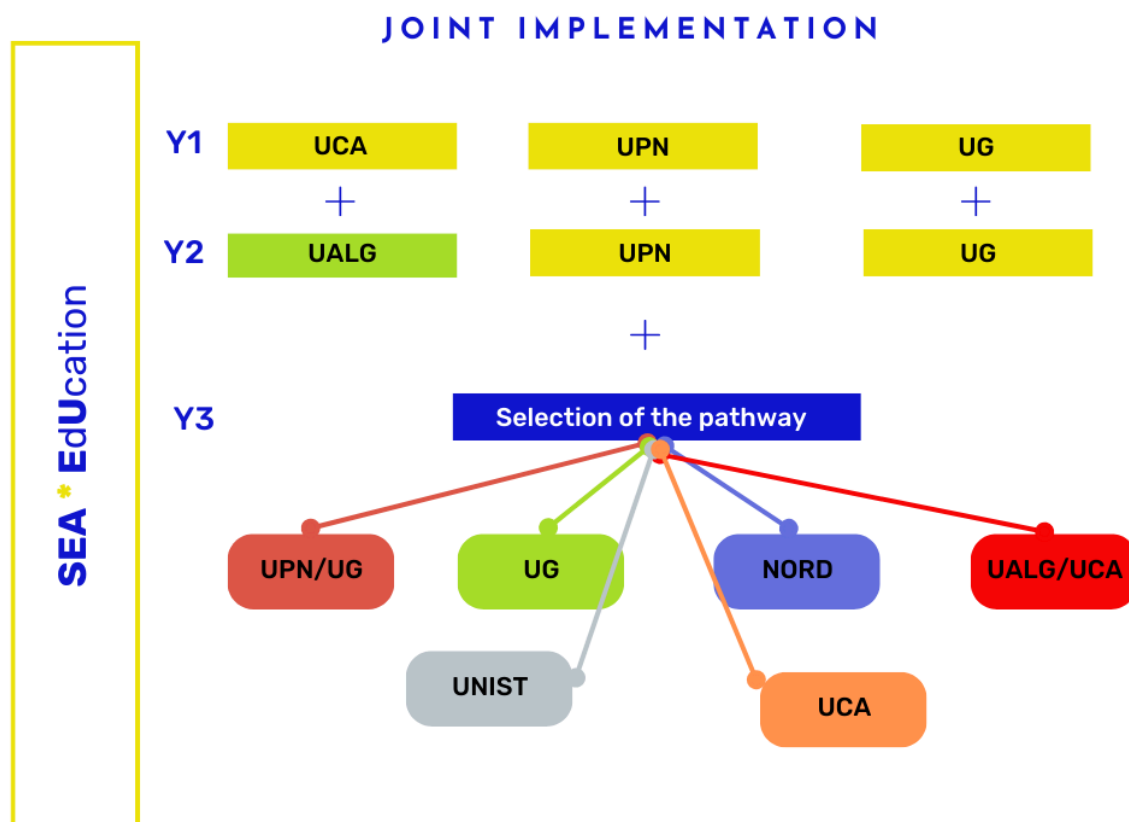 JOINT IMPLEMENTATION
SEA * EdUcation
Y1
UCA
UPN
UG
+
+
+
Y2
UALG
UPN
UG
+
Y3
Selection of the pathway
UPN/UG
UG
NORD
UALG/UCA
UNIST
UCA